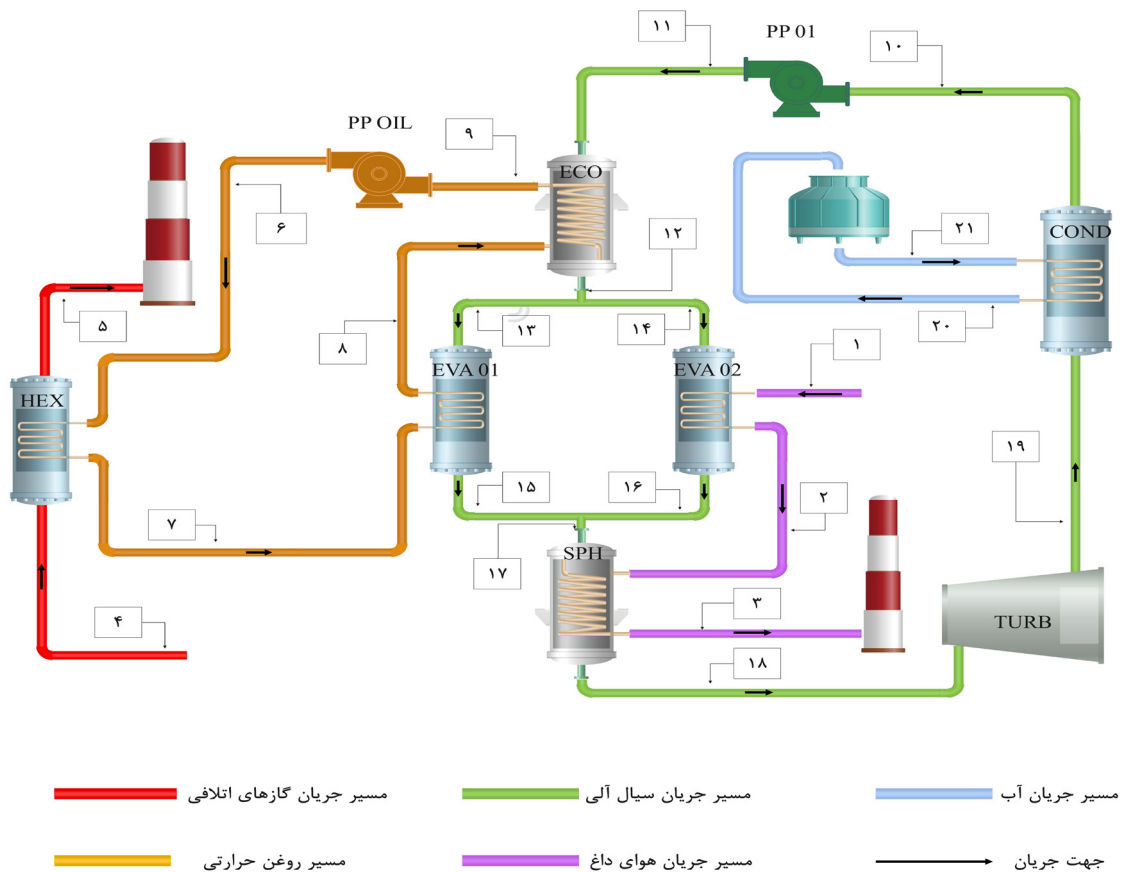 ۱۱
PP 01
۱۰
PP OIL
۹
ECO
۶
۱۲
۲۱
COND
۵
۸
۱۳
۱۴
۲۰
۱
HEX
EVA 01
EVA 02
۱۹
۱۵
۱۶
۲
۷
۱۷
SPH
۳
۴
TURB
۱۸
مسیر جریان گازهای اتلافی
مسیر جریان سیال آلی
مسیر جریان آب
مسیر روغن حرارتی
مسیر جریان هوای داغ
جهت جریان